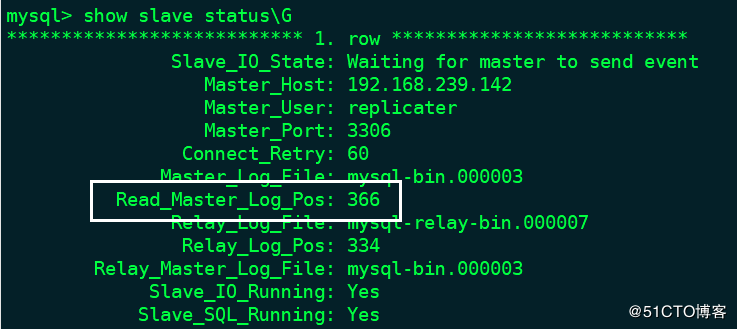 mysql> show slave status\G
*************************** 1. row ***************************
Slave_IO_State: Waiting for master to send event
Master_Host: 192.168.239.142
Master_User: replicater
Master_Port: 3306
Connect_Retry: 60
Master_Log_File: mysql-bin.000003
Read_Master_Log_Pos: 366
Relay_Log_File: mysql-relay-bin.000007
Relay_Log_Pos: 334
Relay_Master_Log_File: mysql-bin.000003
Slave_IO_Running: Yes
Slave_SQL_Running: Yes
@51CTO博客